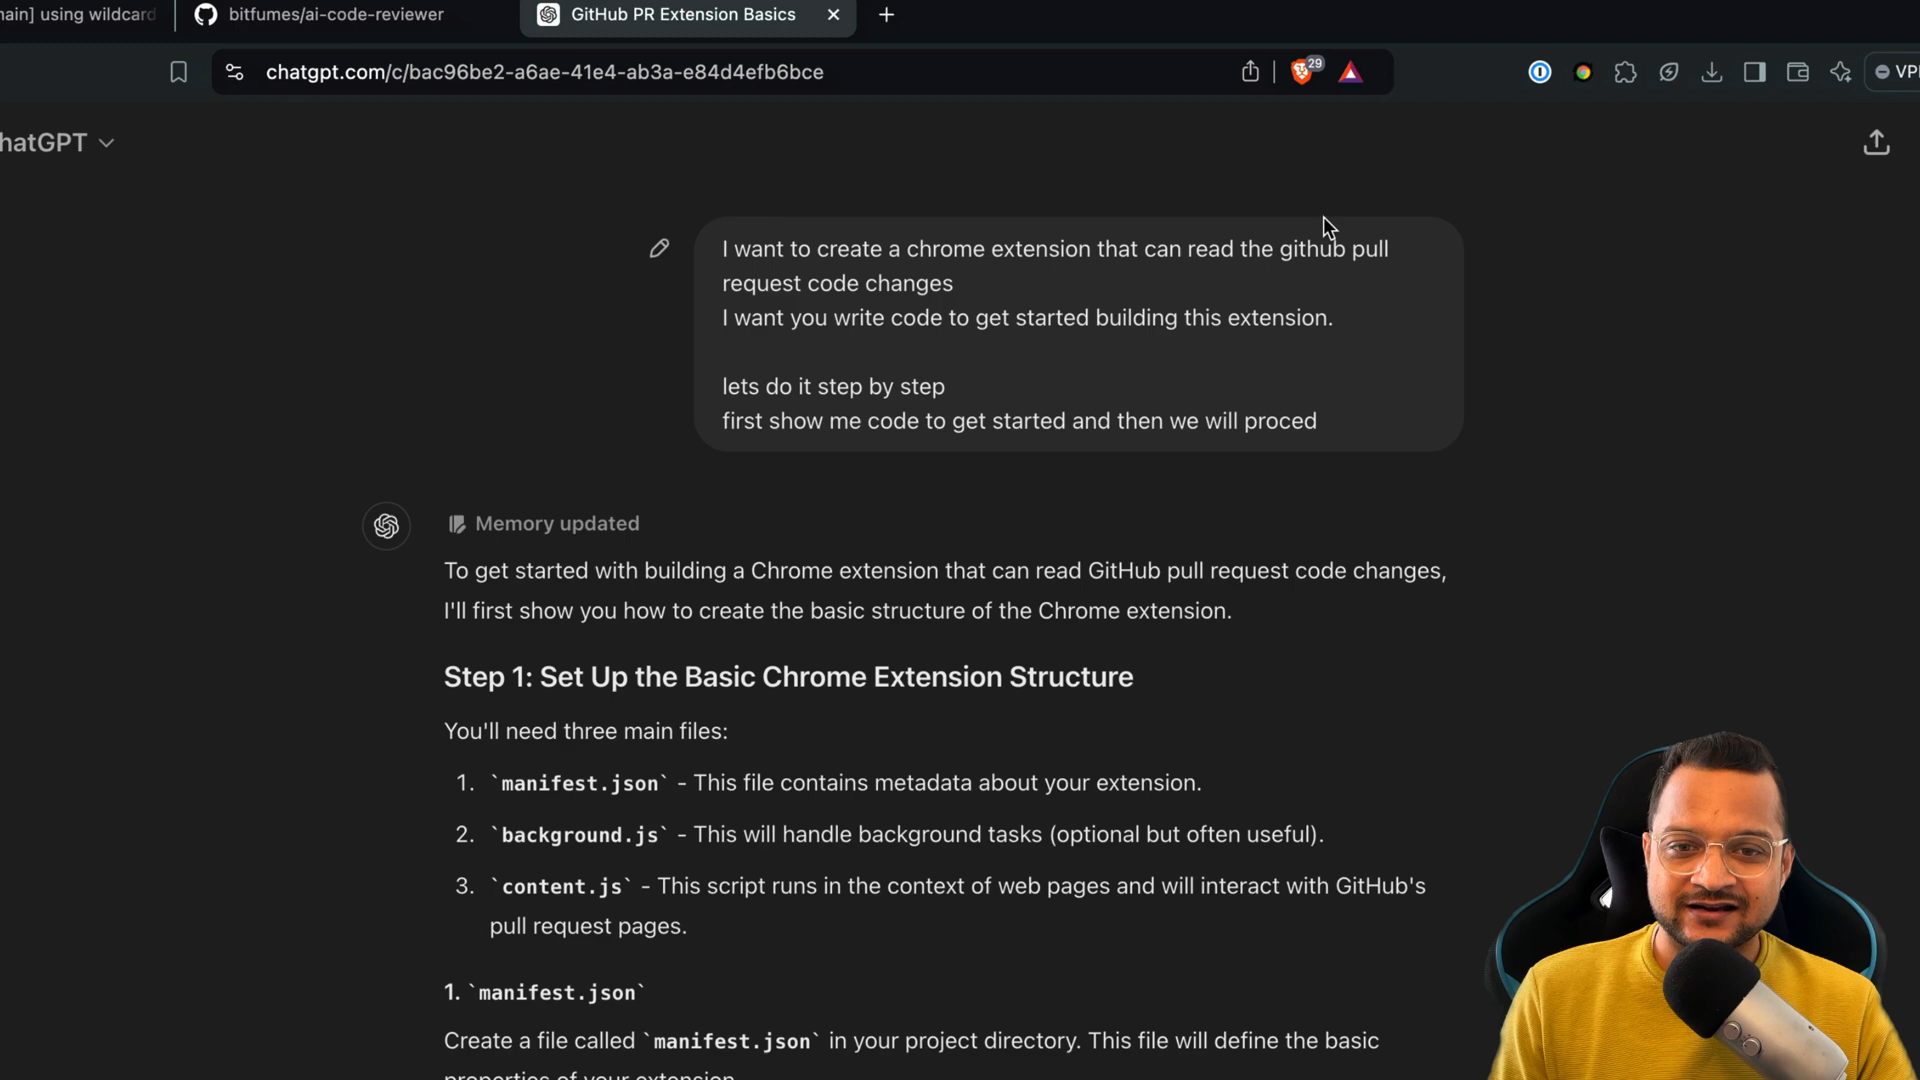 ain] using wildcard
bitfumes/ai-code-reviewer
GitHub PR Extension Basics
chatgpt.com/c/bac96be2-a6ae-41e4-ab3a-e84d4efb6bce
29
VP
hatGPT
I want to create a chrome extension that can read the github pull
request code changes
I want you write code to get started building this extension.
lets do it step by step
first show me code to get started and then we will proced
Memory updated
To get started with building a Chrome extension that can read GitHub pull request code changes,
I'll first show you how to create the basic structure of the Chrome extension.
Step 1: Set Up the Basic Chrome Extension Structure
You'll need three main files:
1. `manifest.json` - This file contains metadata about your extension.
2. `background.js` - This will handle background tasks (optional but often useful).
3. `content.js` - This script runs in the context of web pages and will interact with GitHub's
pull request pages.
1. `manifest.json`
Create a file called `manifest.json` in your project directory. This file will define the basic
properties of your extension.